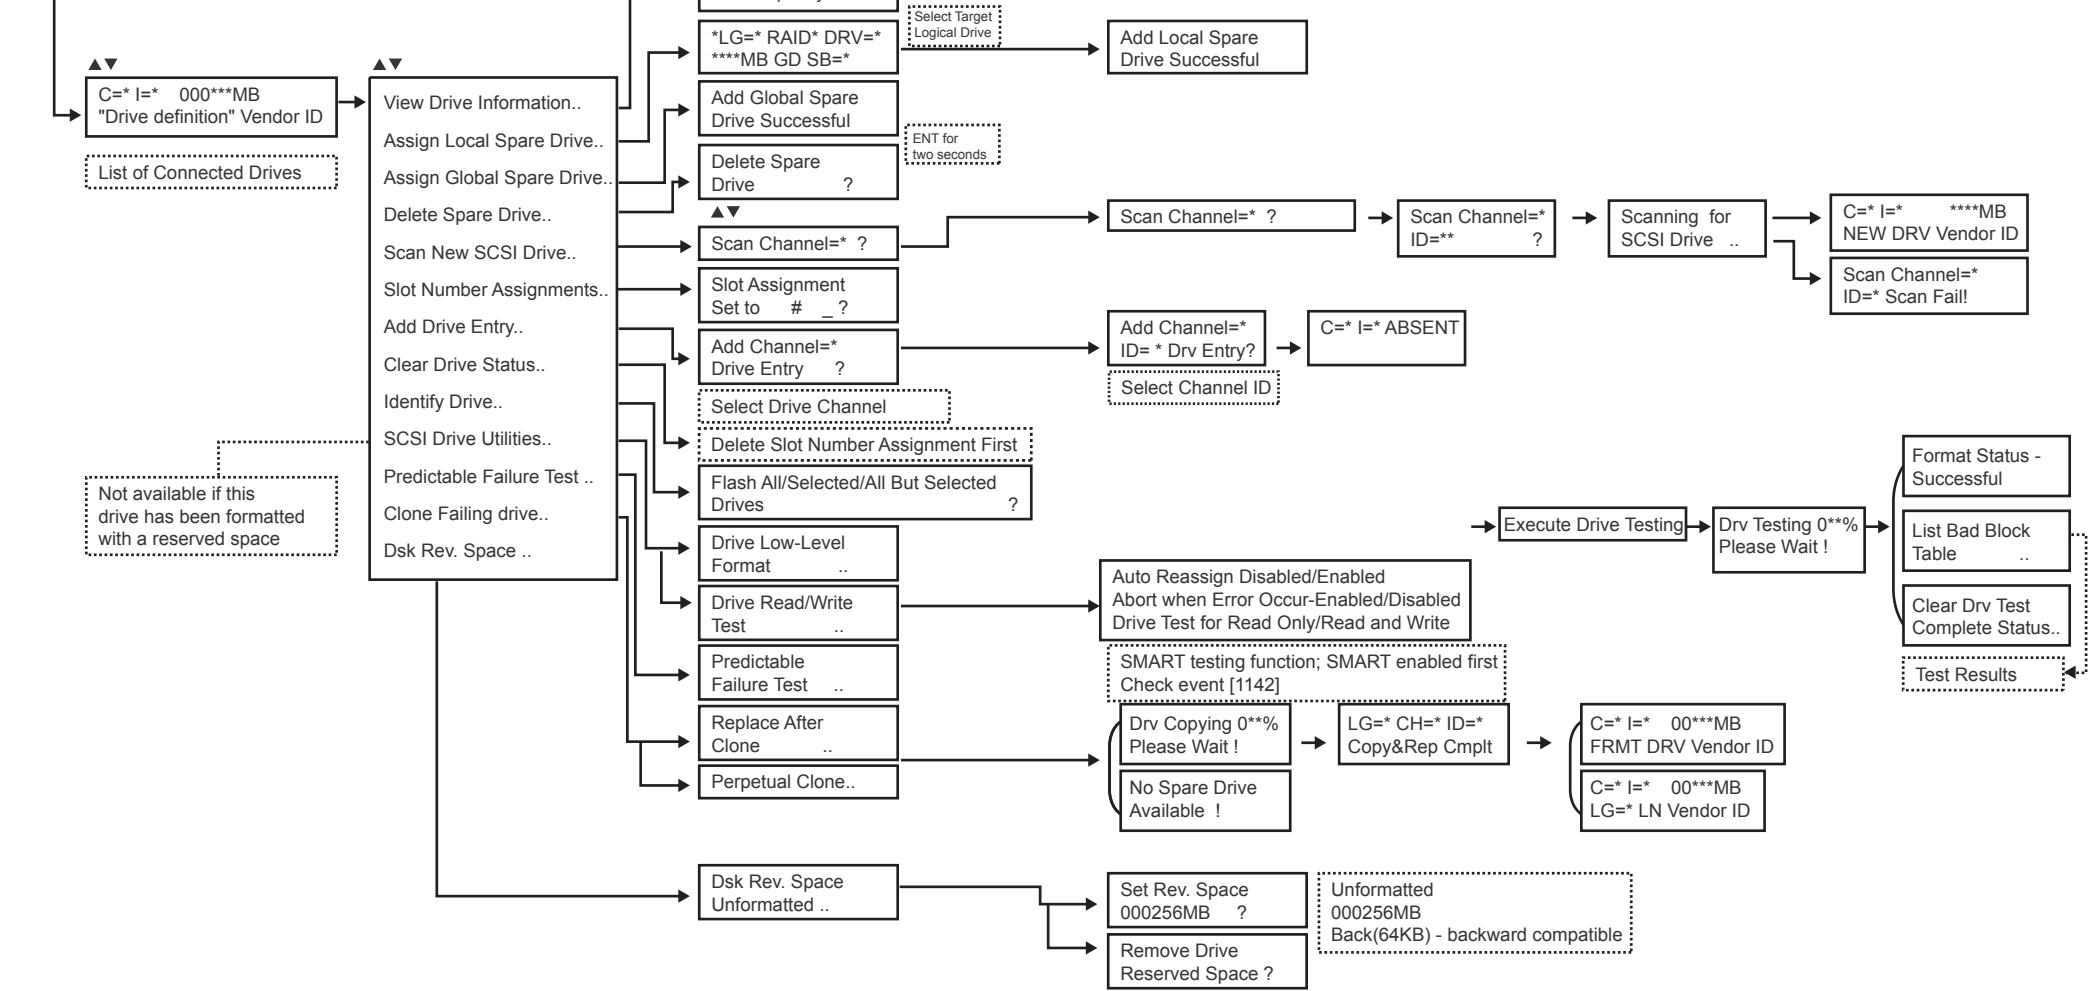 Select Target
Logical Drive
*LG=* RAID* DRV=*
****MB GD SB=*
Add Local Spare
Drive Successful
▲▼
C=* I=* 000***MB
"Drive definition" Vendor ID
List of Connected Drives
▲▼
View Drive Information..
Assign Local Spare Drive..
Assign Global Spare Drive..
Delete Spare Drive..
Scan New SCSI Drive..
Slot Number Assignments..
Add Drive Entry..
Clear Drive Status..
Identify Drive..
SCSI Drive Utilities..
Predictable Failure Test ..
Clone Failing drive..
Dsk Rev. Space ..
Not available if this
drive has been formatted
with a reserved space
Add Global Spare
Drive Successful
ENT for
two seconds
Delete Spare
Drive ?
▲▼
Scan Channel=* ?
Scan Channel=* ?
Scan Channel=*
ID=** ?
Scanning for
SCSI Drive ..
C=* I=* ****MB
NEW DRV Vendor ID
Scan Channel=*
ID=* Scan Fail!
Slot Assignment
Set to # _ ?
Add Channel=*
Drive Entry ?
Select Drive Channel
Add Channel=*
ID= * Drv Entry?
Select Channel ID
C=* I=* ABSENT
Delete Slot Number Assignment First
Flash All/Selected/All But Selected
Drives ?
Drive Low-Level
Format ..
Drive Read/Write
Test ..
Auto Reassign Disabled/Enabled
Abort when Error Occur-Enabled/Disabled
Drive Test for Read Only/Read and Write
Execute Drive Testing
Drv Testing 0**%
Please Wait !
Format Status -
Successful
List Bad Block
Table ..
Clear Drv Test
Complete Status..
Test Results
Predictable
Failure Test ..
SMART testing function; SMART enabled first
Check event [1142]
Replace After
Clone ..
Perpetual Clone..
Drv Copying 0**%
Please Wait !
No Spare Drive
Available !
LG=* CH=* ID=*
Copy&Rep Cmplt
C=* I=* 00***MB
FRMT DRV Vendor ID
C=* I=* 00***MB
LG=* LN Vendor ID
Dsk Rev. Space
Unformatted ..
Set Rev. Space
000256MB ?
Remove Drive
Reserved Space ?
Unformatted
000256MB
Back(64KB) - backward compatible